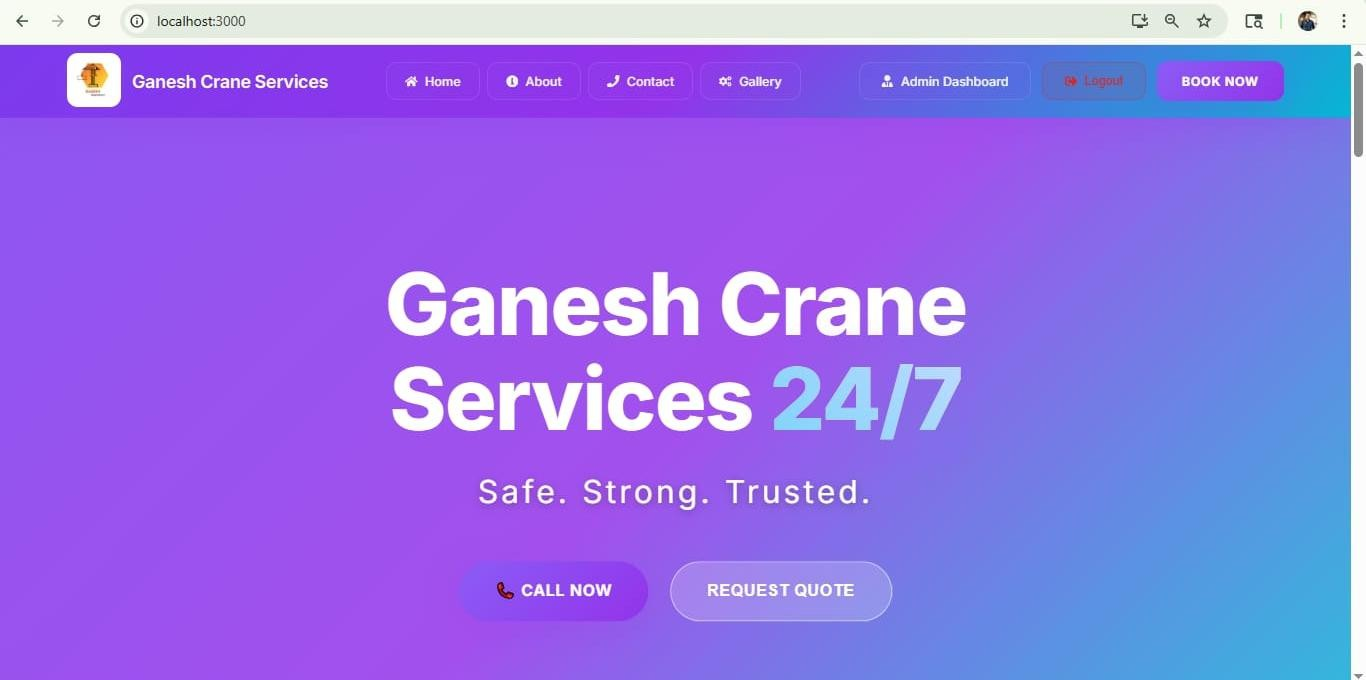 localhost:3000
Ganesh Crane Services
Home
About
Contact
Gallery
Admin Dashboard
Logout
BOOK NOW
Ganesh Crane
Services 24/7
Safe. Strong. Trusted.
CALL NOW
REQUEST QUOTE